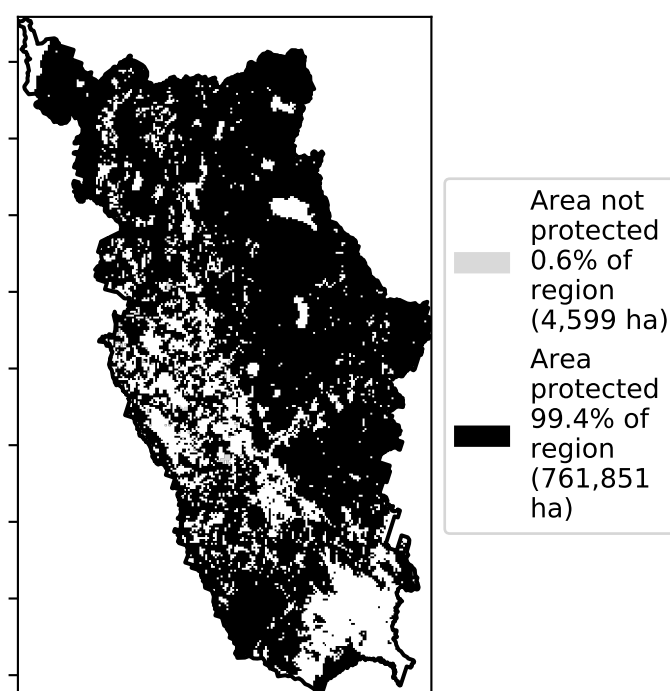 Area not
protected
0.6% of
region
(4,599 ha)
Area
protected
99.4% of
region
(761,851
ha)